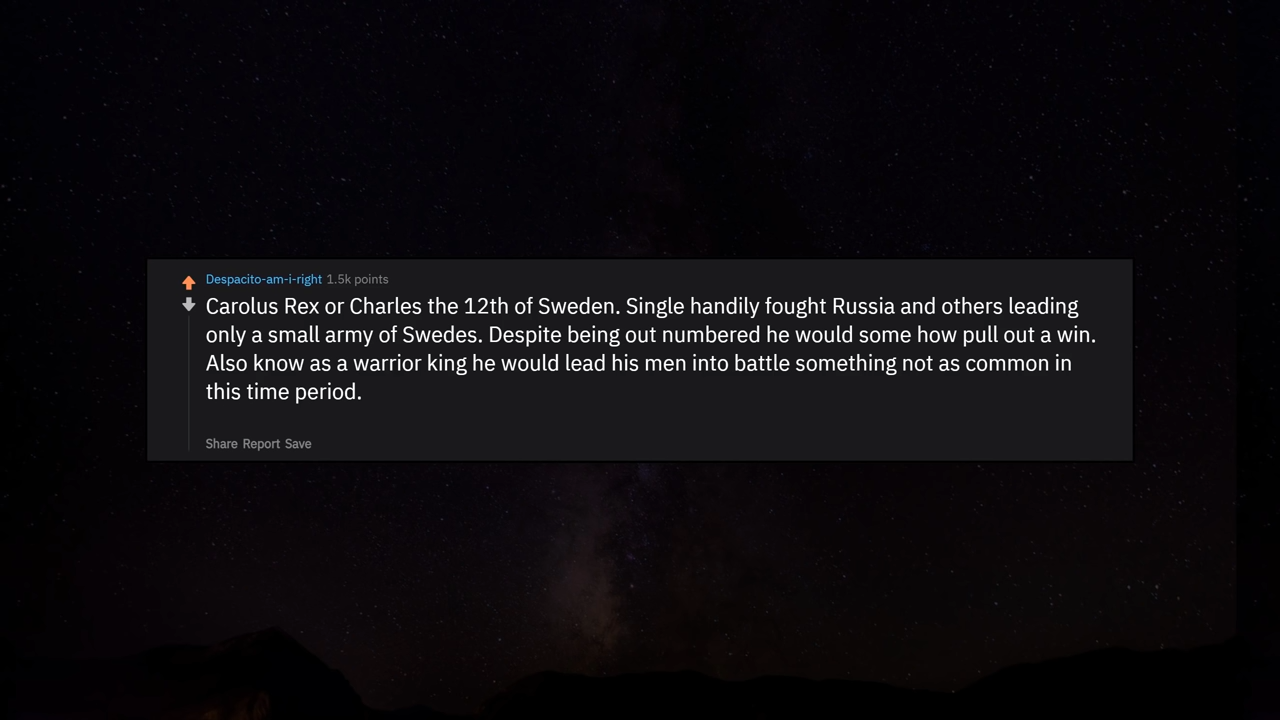 Despacito-am-i-right 1.5k points
Carolus Rex or Charles the 12th of Sweden. Single handily fought Russia and others leading
only a small army of Swedes. Despite being out numbered he would some how pull out a win.
Also know as a warrior king he would lead his men into battle something not as common in
this time period.
Share Report Save